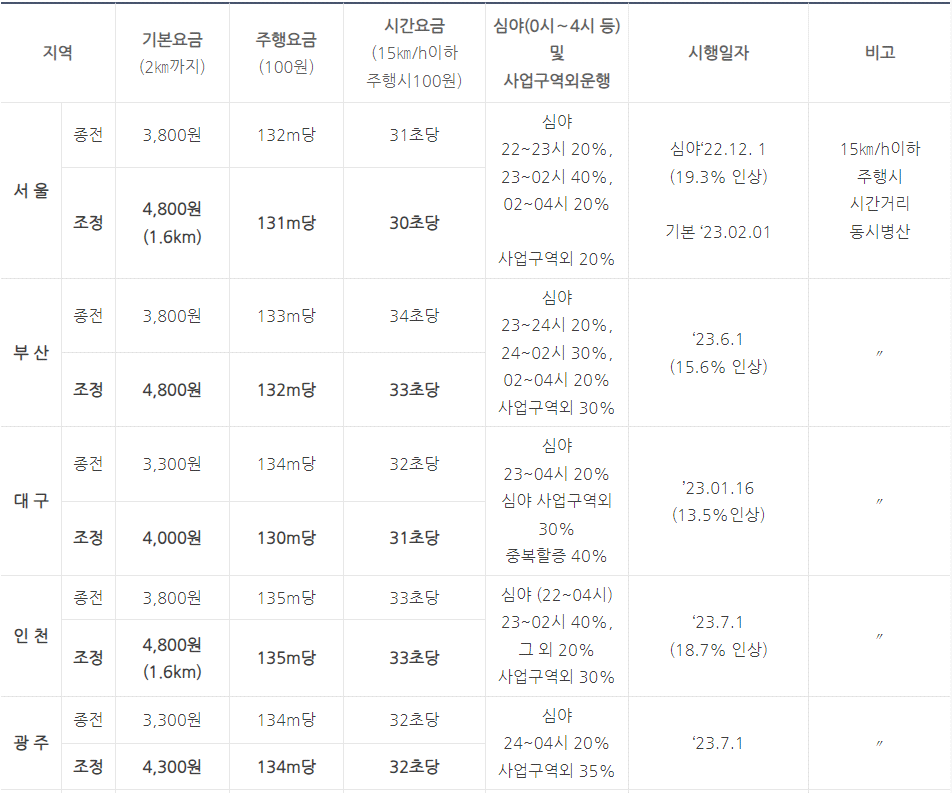 지역
기본요금
(2㎞까지)
주행요금
(100원)
시간요금
(15㎞/h이하
주행시100원)
심야(0시~4시 등)
및
사업구역외운행
시행일자
비고
서 울
종전
3,800원
132m당
31초당
조정
4,800원
(1.6km)
131m당
30초당
심야
22~23시 20%,
23~02시 40%,
02~04시 20%
사업구역외 20%
심야‘22.12. 1
(19.3% 인상)
기본 ‘23.02.01
15㎞/h이하
주행시
시간거리
동시병산
부 산
종전
3,800원
133m당
34초당
조정
4,800원
132m당
33초당
심야
23~24시 20%,
24~02시 30%,
02~04시 20%
사업구역외 30%
‘23.6.1
(15.6% 인상)
〃
대 구
종전
3,300원
134m당
32초당
조정
4,000원
130m당
31초당
심야
23~04시 20%
심야 사업구역외
30%
중복할증 40%
’23.01.16
(13.5%인상)
〃
인 천
종전
3,800원
135m당
33초당
조정
4,800원
(1.6km)
135m당
33초당
심야 (22~04시)
23~02시 40%,
그 외 20%
사업구역외 30%
‘23.7.1
(18.7% 인상)
〃
광 주
종전
3,300원
134m당
32초당
조정
4,300원
134m당
32초당
심야
24~04시 20%
사업구역외 35%
‘23.7.1
〃